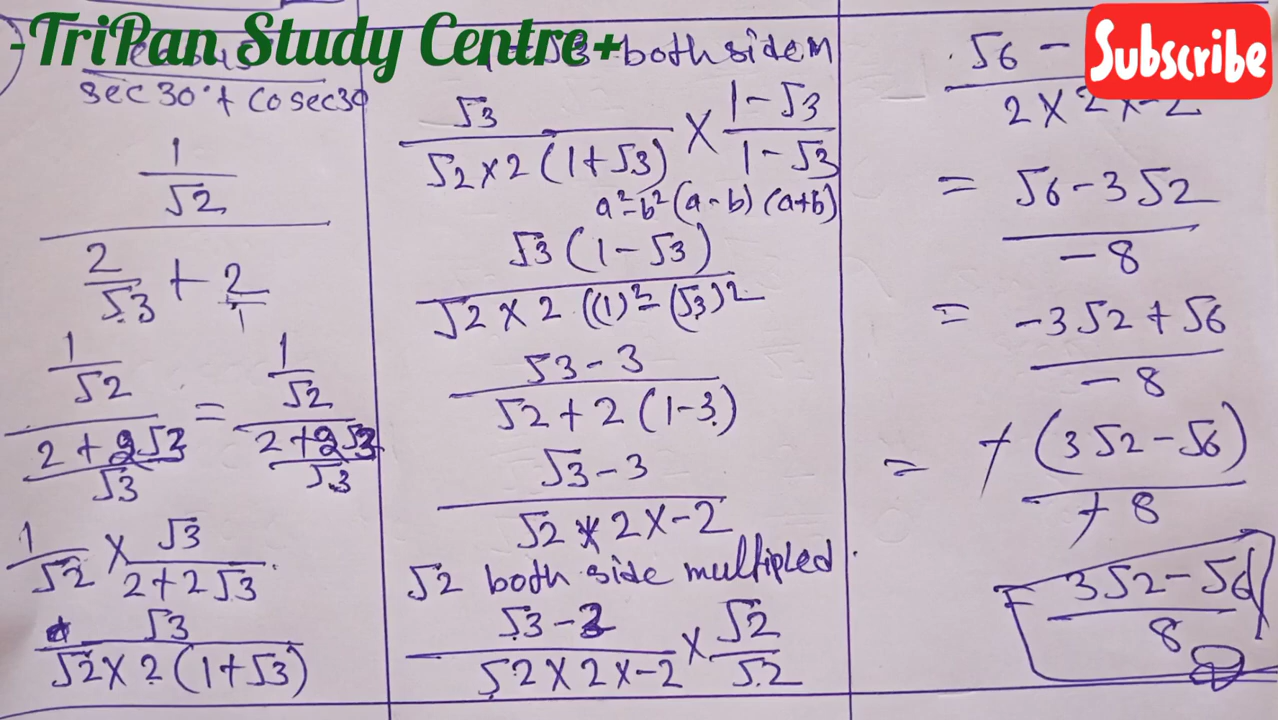 -TriPan Study Centre+
Subscribe
sec 30° + cosec 30
1
√2
2/√3 + 2/1
1/√2 = 1/√2
2 + 2√3 2 + 2√3
√3 √3
1/√2 × √3/2+2√3
√3
√2 × 2 (1+√3)
√3 both side m
√3/√2×2(1+√3) × 1-√3/1-√3
a²-b² (a-b) (a+b)
√3 (1-√3)
√2 × 2 ((1)² - (√3)²
√3 - 3
√2 + 2 (1-3)
√3 - 3
√2 × 2 × -2
√2 both side multipled
√3-3/√2×2×-2 × √2/√2
√6 -
2 × 2 × -2
= √6 - 3√2
-8
= -3√2 + √6
-8
= -(3√2 - √6)
-8
3√2 - √6
8